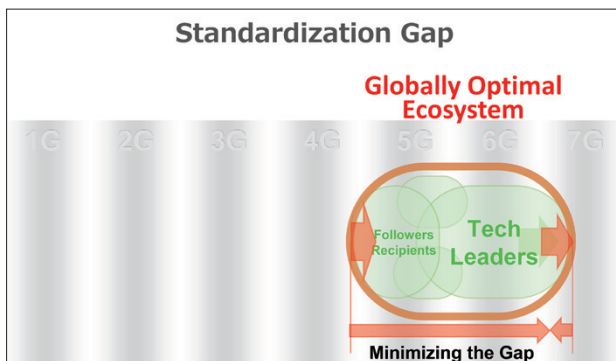 Standardization Gap
Globally Optimal
Ecosystem
1G 2G 3G 4G 5G 6G 7G
Followers
Recipients
Tech
Leaders
Minimizing the Gap